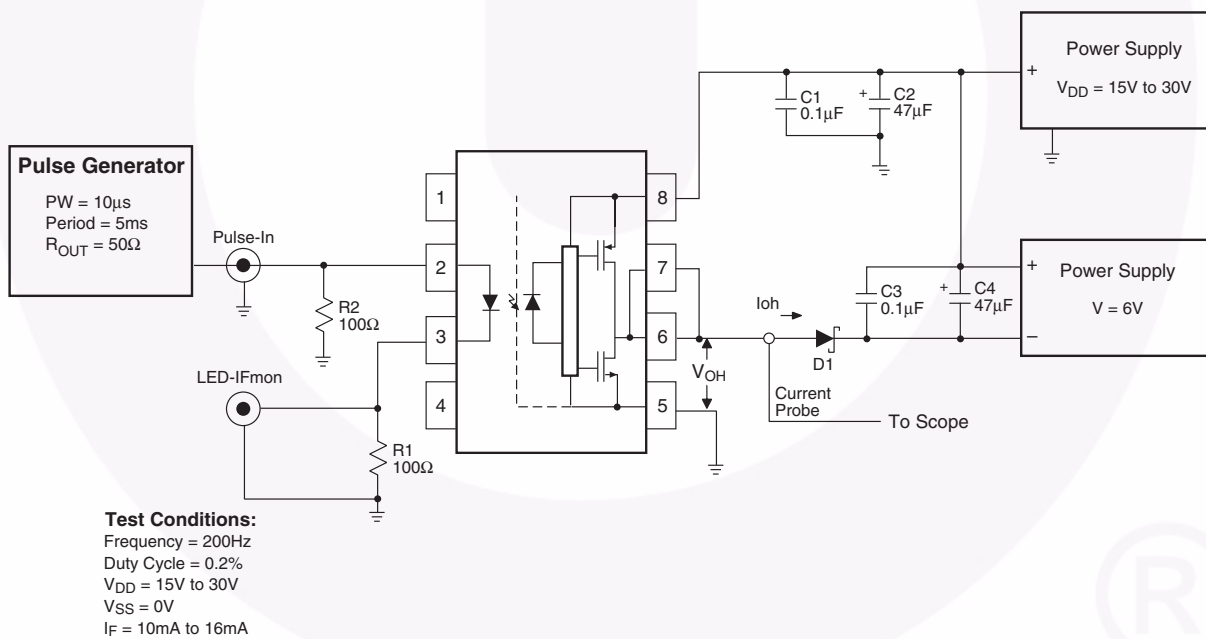 Power Supply
VDD = 15V to 30V
+
C1
0.1µF
+
C2
47µF
Pulse Generator
PW = 10µs
Period = 5ms
ROUT = 50Ω
Pulse-In
R2
100Ω
LED-IFmon
R1
100Ω
1
2
3
4
8
7
6
5
VOH
Ioh
D1
Current
Probe
To Scope
C3
0.1µF
+
C4
47µF
+
Power Supply
V = 6V
–
Test Conditions:
Frequency = 200Hz
Duty Cycle = 0.2%
VDD = 15V to 30V
VSS = 0V
IF = 10mA to 16mA
®